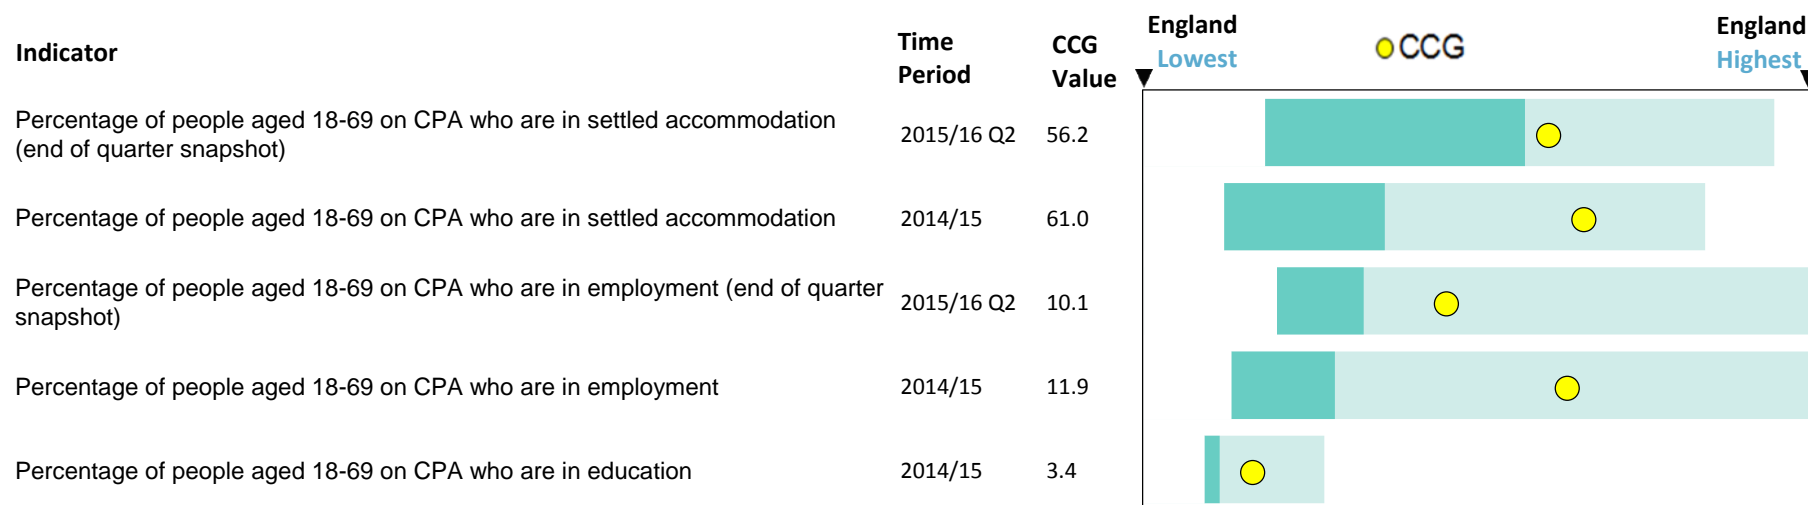 Indicator
Time
Period
CCG
Value
England
Lowest
CCG
England
Highest
Percentage of people aged 18-69 on CPA who are in settled accommodation
(end of quarter snapshot)
2015/16 Q2
56.2
Percentage of people aged 18-69 on CPA who are in settled accommodation
2014/15
61.0
Percentage of people aged 18-69 on CPA who are in employment (end of quarter
snapshot)
2015/16 Q2
10.1
Percentage of people aged 18-69 on CPA who are in employment
2014/15
11.9
Percentage of people aged 18-69 on CPA who are in education
2014/15
3.4